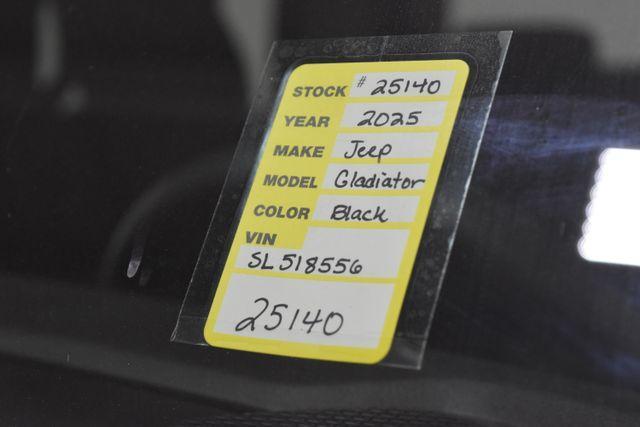 STOCK # 25140
YEAR 2025
MAKE Jeep
MODEL Gladiator
COLOR Black
VIN
SL518556
25140